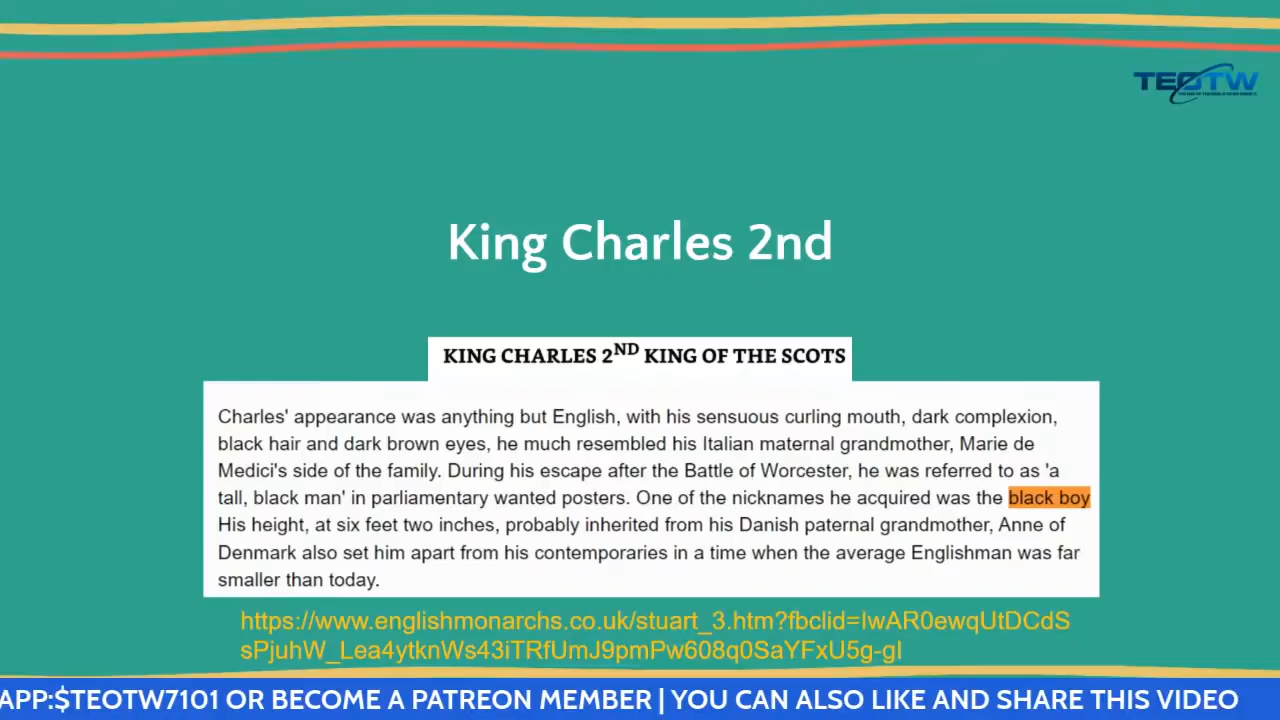 TEOTW
King Charles 2nd
KING CHARLES 2ND KING OF THE SCOTS
Charles' appearance was anything but English, with his sensuous curling mouth, dark complexion,
black hair and dark brown eyes, he much resembled his Italian maternal grandmother, Marie de
Medici's side of the family. During his escape after the Battle of Worcester, he was referred to as 'a
tall, black man' in parliamentary wanted posters. One of the nicknames he acquired was the black boy
His height, at six feet two inches, probably inherited from his Danish paternal grandmother, Anne of
Denmark also set him apart from his contemporaries in a time when the average Englishman was far
smaller than today.
https://www.englishmonarchs.co.uk/stuart_3.htm?fbclid=IwAR0ewqUtDCdS
sPjuhW_Lea4ytknWs43iTRfUmJ9pmPw608q0SaYFxU5g-gI
APP:$TEOTW7101 OR BECOME A PATREON MEMBER | YOU CAN ALSO LIKE AND SHARE THIS VIDEO